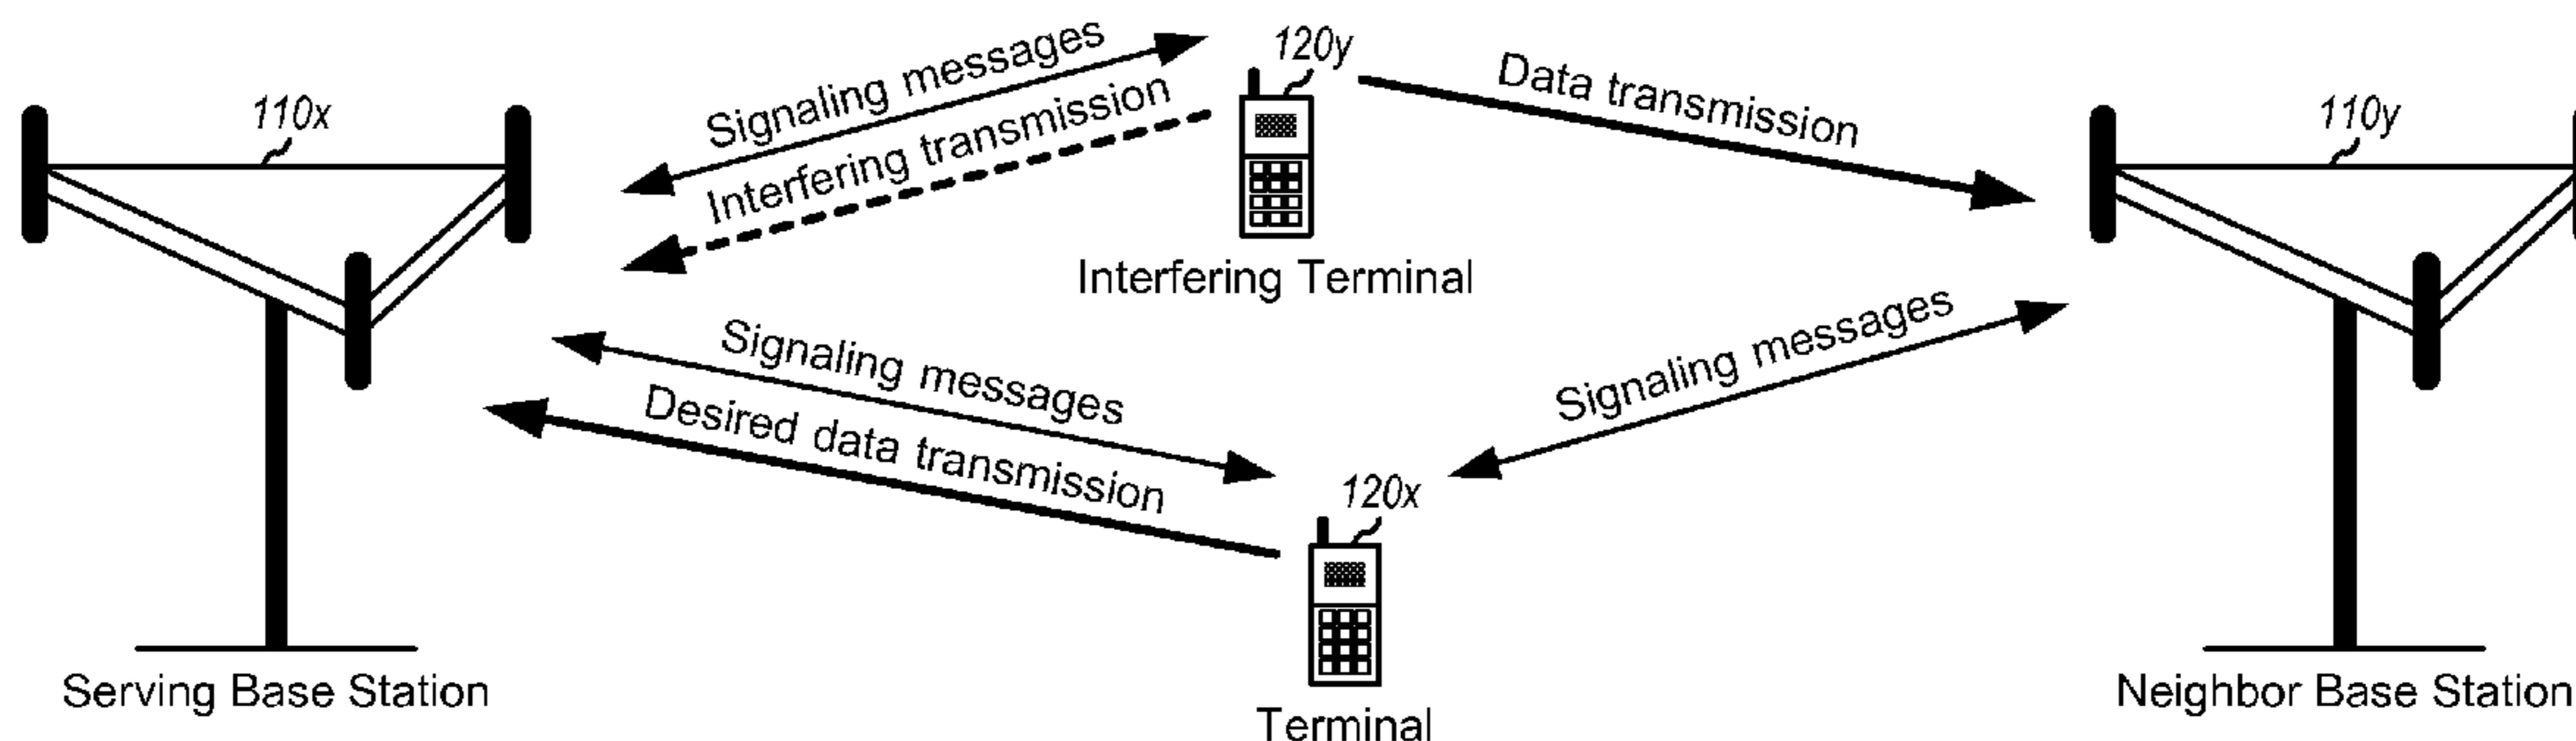 120y
Signaling messages
Data transmission
110x
110y
Interfering transmission
Interfering Terminal
Signaling messages
Signaling messages
Desired data transmission
120x
Serving Base Station
Neighbor Base Station
Terminal